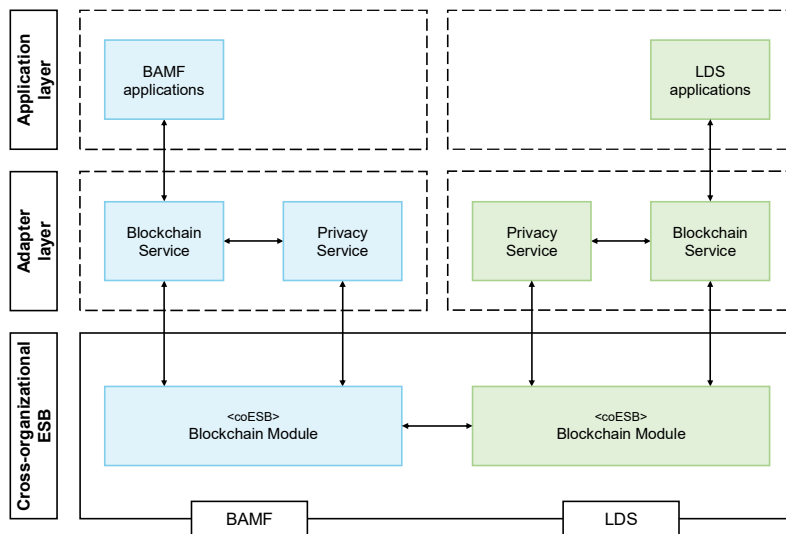 Application
layer
BAMF
applications
LDS
applications
Adapter
layer
Blockchain
Service
Privacy
Service
Privacy
Service
Blockchain
Service
Cross-organizational
ESB
<coESB>
Blockchain Module
<coESB>
Blockchain Module
BAMF
LDS